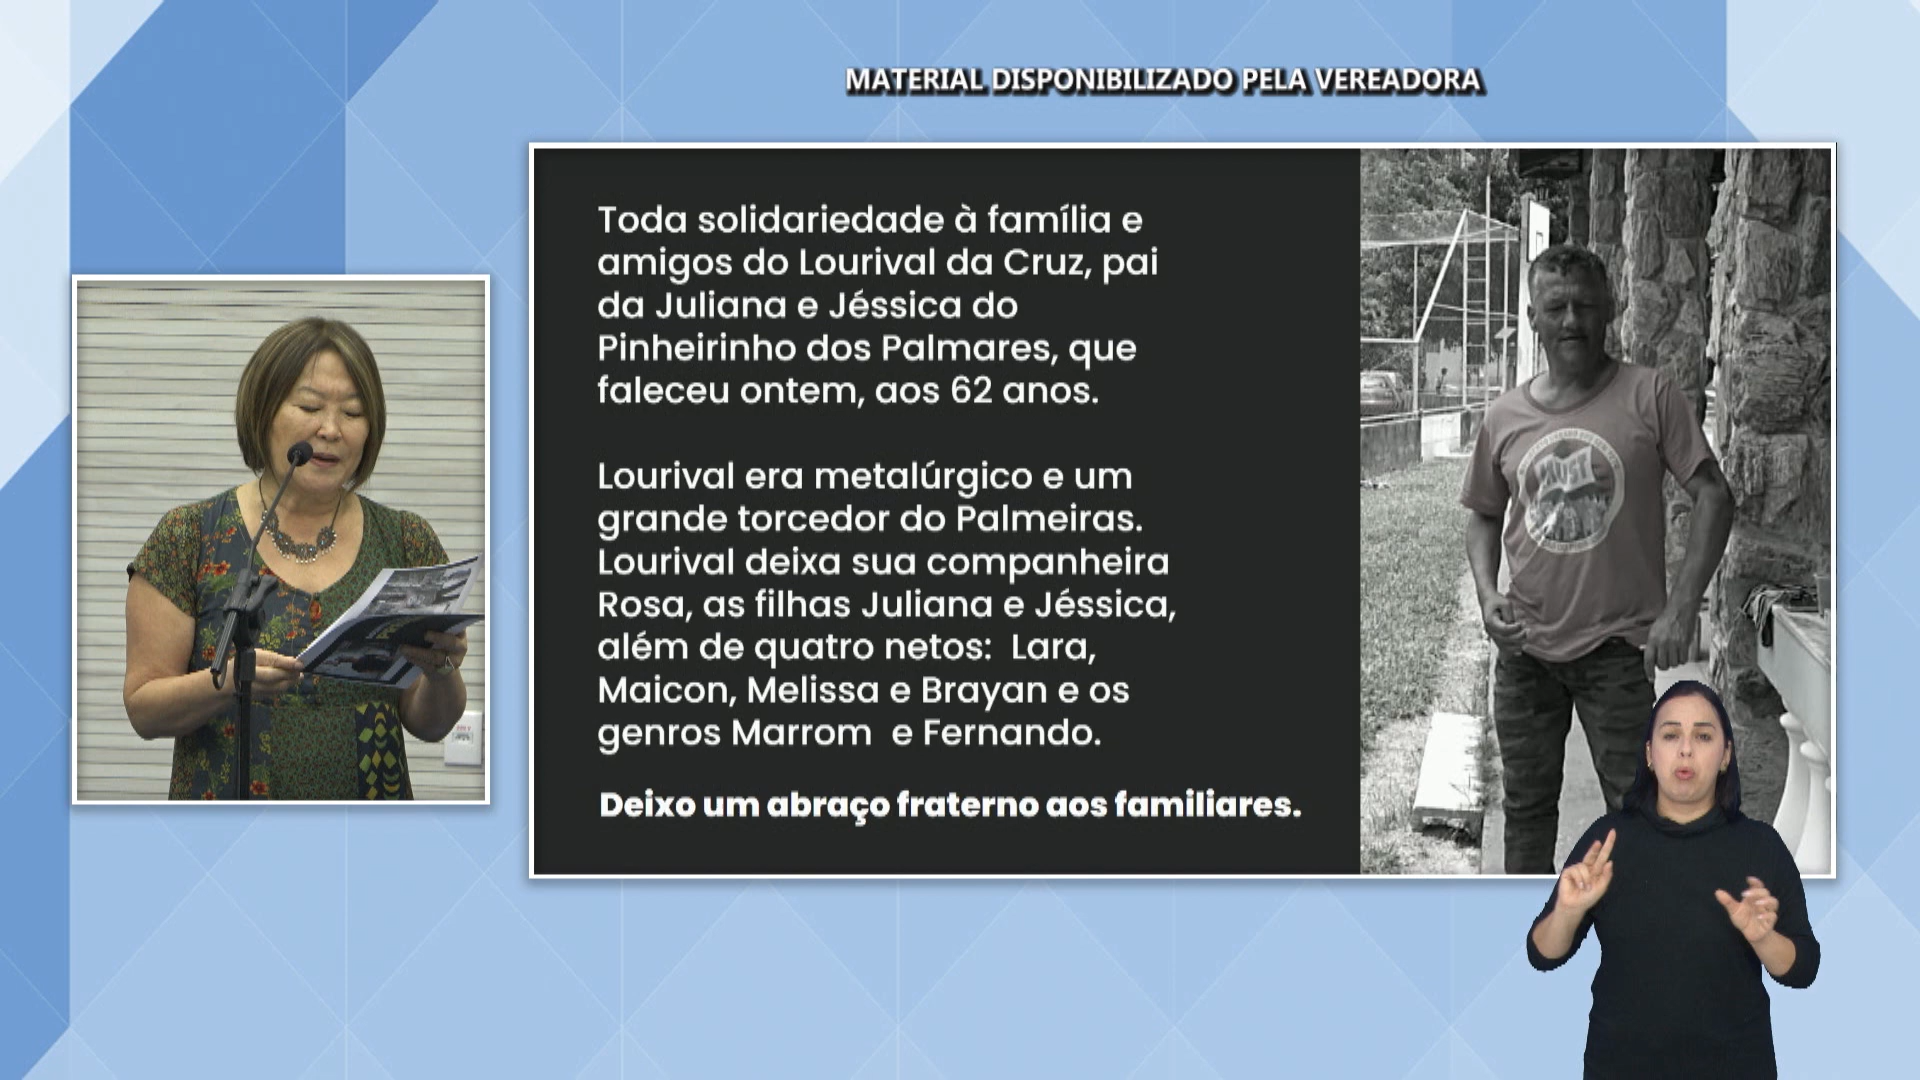 MATERIAL DISPONIBILIZADO PELA VEREADORA
Toda solidariedade à família e
amigos do Lourival da Cruz, pai
da Juliana e Jéssica do
Pinheirinho dos Palmares, que
faleceu ontem, aos 62 anos.
Lourival era metalúrgico e um
grande torcedor do Palmeiras.
Lourival deixa sua companheira
Rosa, as filhas Juliana e Jéssica,
além de quatro netos:  Lara,
Maicon, Melissa e Brayan e os
genros Marrom  e Fernando.
Deixo um abraço fraterno aos familiares.
MUST